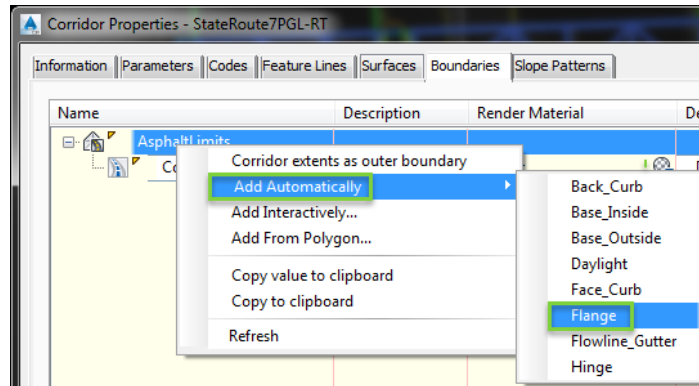 Corridor Properties - StateRoute7PGL-RT
Information Parameters Codes Feature Lines Surfaces Boundaries Slope Patterns
Name Description Render Material
AsphaltLimits
Corridor extents as outer boundary
Add Automatically
Add Interactively...
Add From Polygon...
Copy value to clipboard
Copy to clipboard
Refresh
Back_Curb
Base_Inside
Base_Outside
Daylight
Face_Curb
Flange
Flowline_Gutter
Hinge